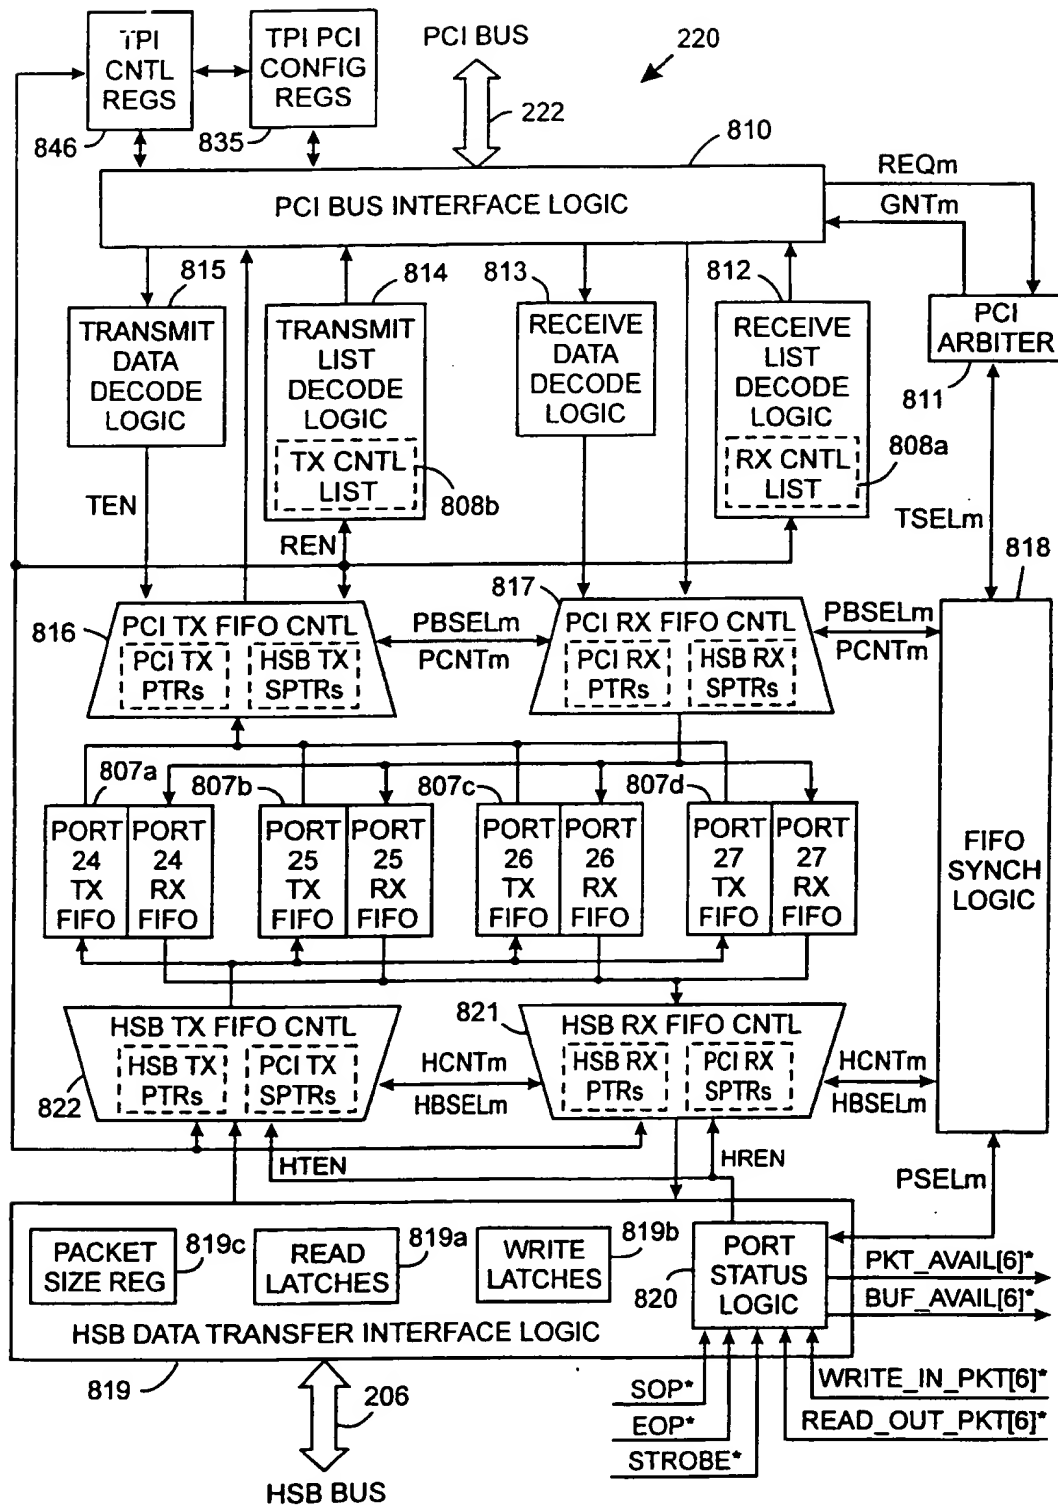 TPI
CNTL
REGS
TPI PCI
CONFIG
REGS
PCI BUS
220
846
835
222
810
REQm
GNTm
PCI BUS INTERFACE LOGIC
815
814
813
812
TRANSMIT
DATA
DECODE
LOGIC
TRANSMIT
LIST
DECODE
LOGIC
TX CNTL
LIST
RECEIVE
DATA
DECODE
LOGIC
RECEIVE
LIST
DECODE
LOGIC
RX CNTL
LIST
PCI
ARBITER
811
808b
808a
TEN
REN
TSELm
818
817
816
PCI TX FIFO CNTL
PCI TX
PTRs
HSB TX
SPTRs
PBSELm
PCNTm
PCI RX FIFO CNTL
PCI RX
PTRs
HSB RX
SPTRs
PBSELm
PCNTm
807a
807b
807c
807d
PORT
24
TX
FIFO
PORT
24
RX
FIFO
PORT
25
TX
FIFO
PORT
25
RX
FIFO
PORT
26
TX
FIFO
PORT
26
RX
FIFO
PORT
27
TX
FIFO
PORT
27
RX
FIFO
FIFO
SYNCH
LOGIC
HSB TX FIFO CNTL
HSB TX
PTRs
PCI TX
SPTRs
822
821
HCNTm
HBSELm
HSB RX FIFO CNTL
HSB RX
PTRs
PCI RX
SPTRs
HCNTm
HBSELm
HTEN
HREN
PSELm
PACKET
SIZE REG
819c
READ
LATCHES
819a
WRITE
LATCHES
819b
820
PORT
STATUS
LOGIC
PKT_AVAIL[6]*
BUF_AVAIL[6]*
HSB DATA TRANSFER INTERFACE LOGIC
819
206
SOP*
EOP*
STROBE*
WRITE_IN_PKT[6]*
READ_OUT_PKT[6]*
HSB BUS